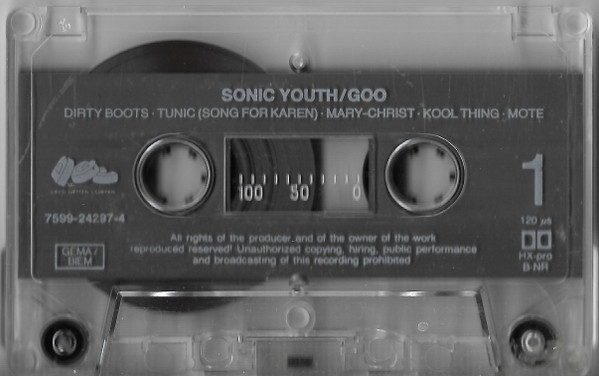 SONIC YOUTH/GOO
DIRTY BOOTS · TUNIC (SONG FOR KAREN) · MARY-CHRIST · KOOL THING · MOTE
100 50 0
1
7599-24297-4
120 µs
GEMA/
BIEM
HX-pro
B-NR
All rights of the producer and of the owner of the work
reproduced reserved! Unauthorized copying, hiring, public performance
and broadcasting of this recording prohibited